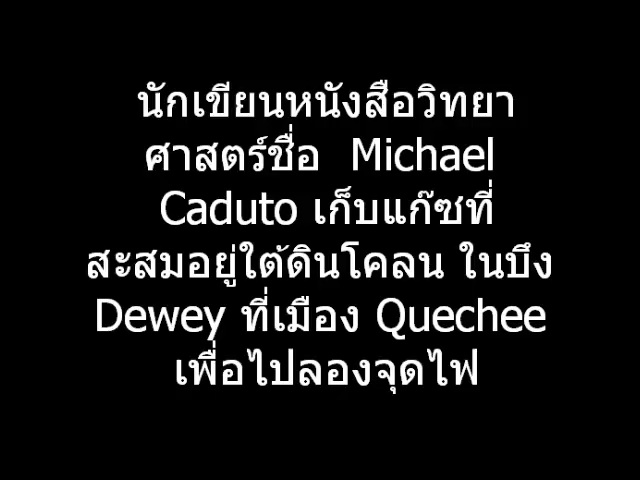 นักเขียนหนังสือวิทยา
ศาสตร์ชื่อ Michael
Caduto เก็บแก๊ซที่
สะสมอยู่ใต้ดินโคลน ในบึง
Dewey ที่เมือง Quechee
เพื่อไปลองจุดไฟ